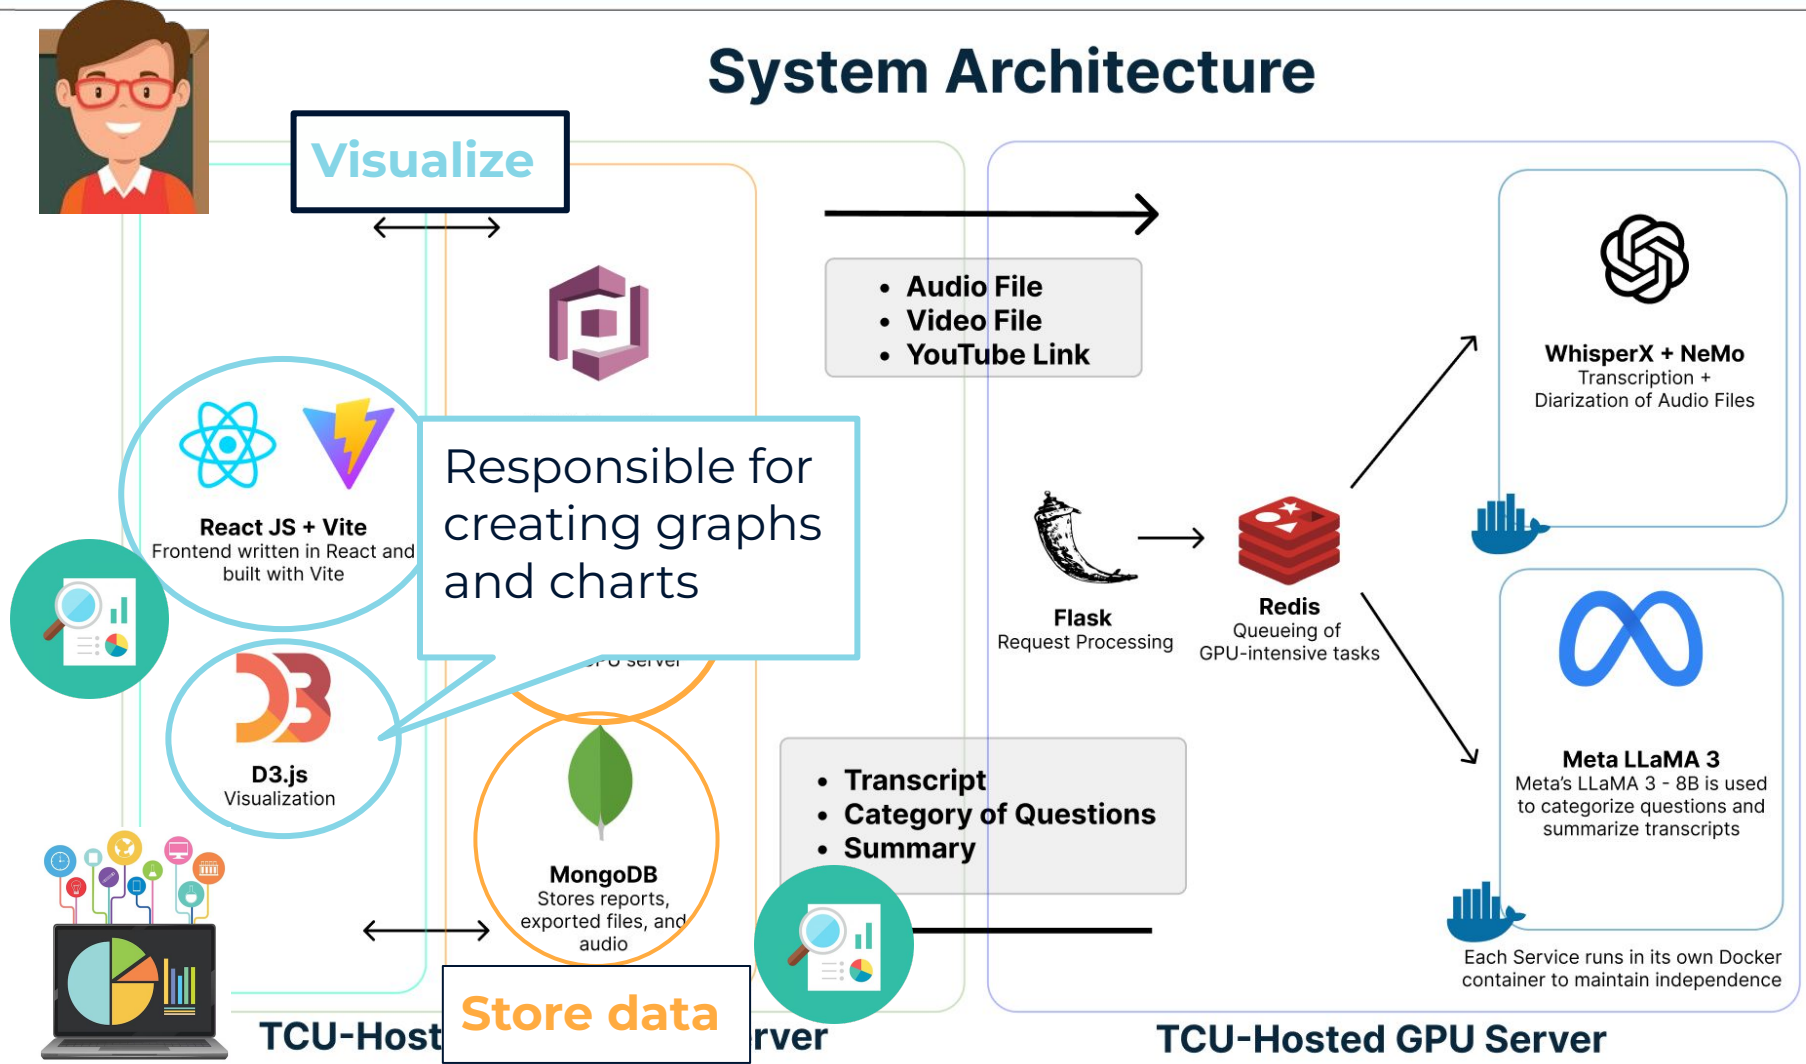 System Architecture
Visualize
• Audio File
• Video File
• YouTube Link
WhisperX + NeMo
Transcription +
Diarization of Audio Files
Responsible for
creating graphs
and charts
React JS + Vite
Frontend written in React and
built with Vite
server
Flask
Request Processing
Redis
Queueing of
GPU-intensive tasks
D3.js
Visualization
Meta LLaMA 3
Meta's LLaMA 3 - 8B is used
to categorize questions and
summarize transcripts
• Transcript
• Category of Questions
• Summary
MongoDB
Stores reports,
exported files, and
audio
Each Service runs in its own Docker
container to maintain independence
Store data
TCU-Host
rver
TCU-Hosted GPU Server